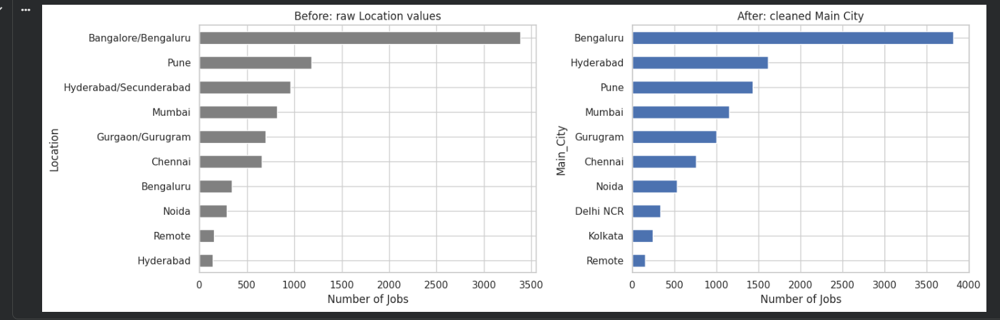 Before: raw Location values
Location
Bangalore/Bengaluru
Pune
Hyderabad/Secunderabad
Mumbai
Gurgaon/Gurugram
Chennai
Bengaluru
Noida
Remote
Hyderabad
0 500 1000 1500 2000 2500 3000 3500
Number of Jobs
After: cleaned Main City
Main_City
Bengaluru
Hyderabad
Pune
Mumbai
Gurugram
Chennai
Noida
Delhi NCR
Kolkata
Remote
0 500 1000 1500 2000 2500 3000 3500 4000
Number of Jobs